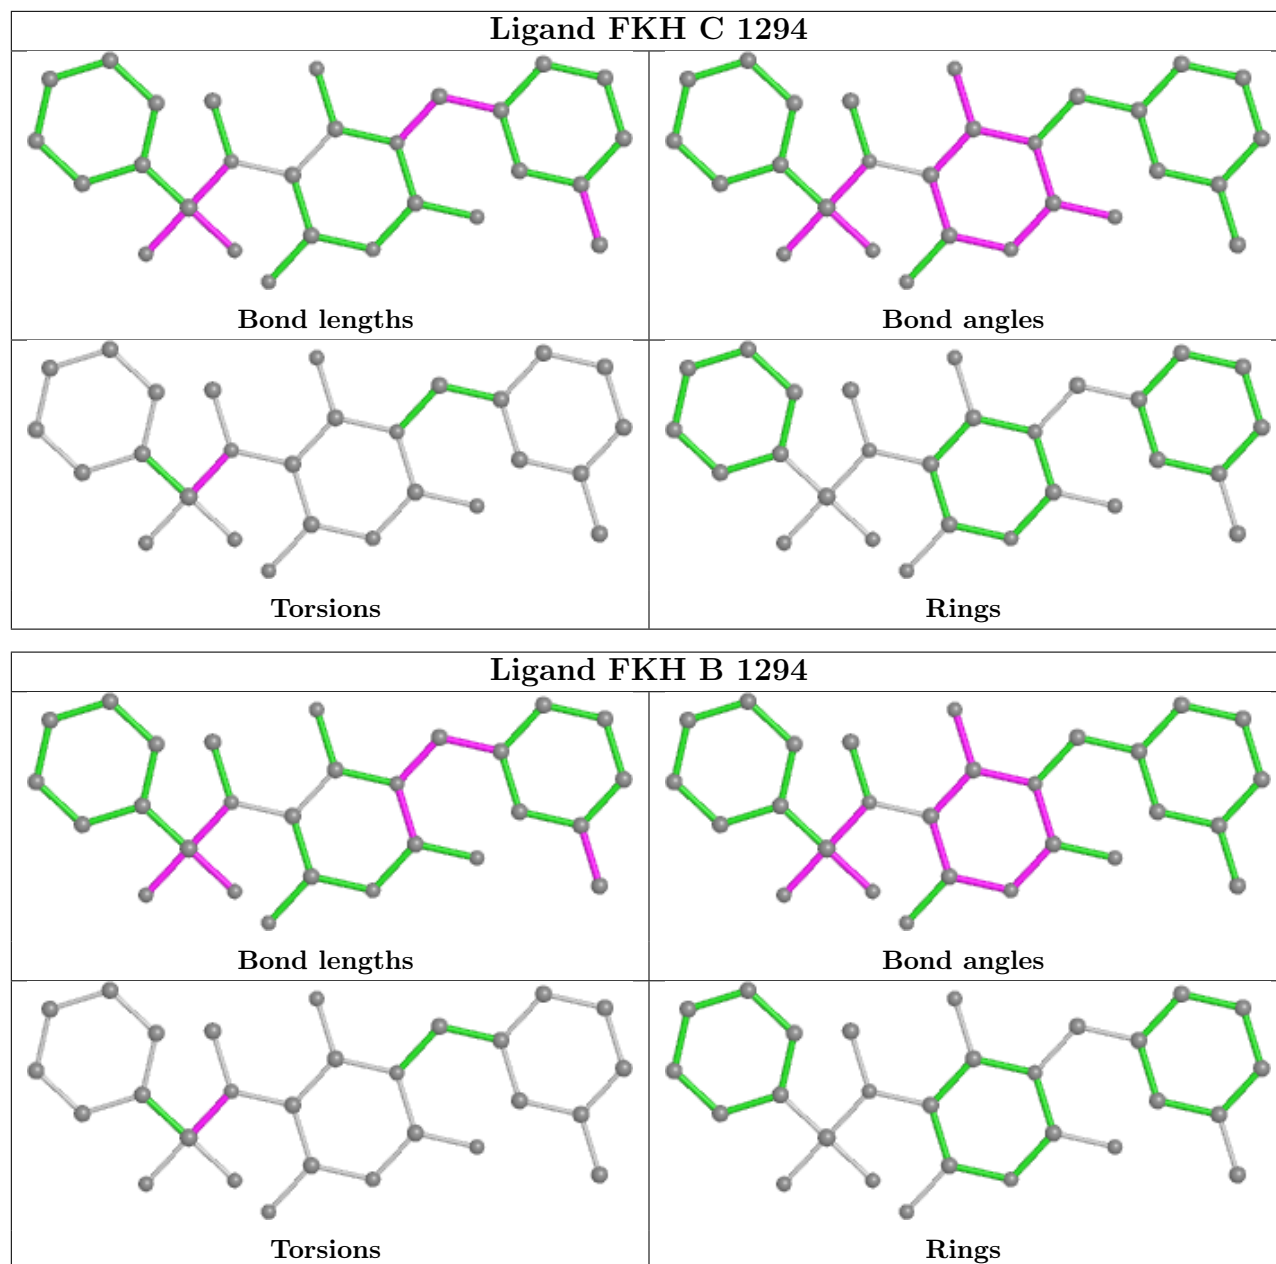 Ligand FKH C 1294
Bond lengths
Bond angles
Torsions
Rings
Ligand FKH B 1294
Bond lengths
Bond angles
Torsions
Rings